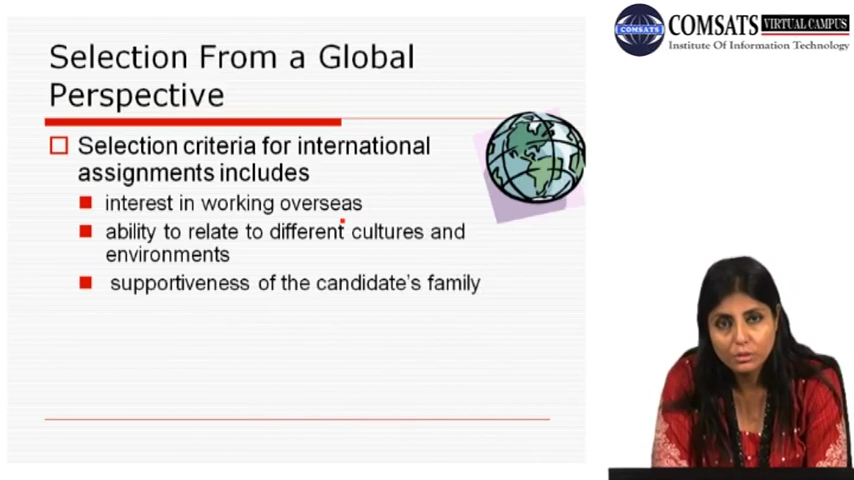 Selection From a Global
Perspective
Selection criteria for international
assignments includes
interest in working overseas
ability to relate to different cultures and
environments
supportiveness of the candidate's family
COMSATS
COMSATS VIRTUAL CAMPUS
Institute Of Information Technology